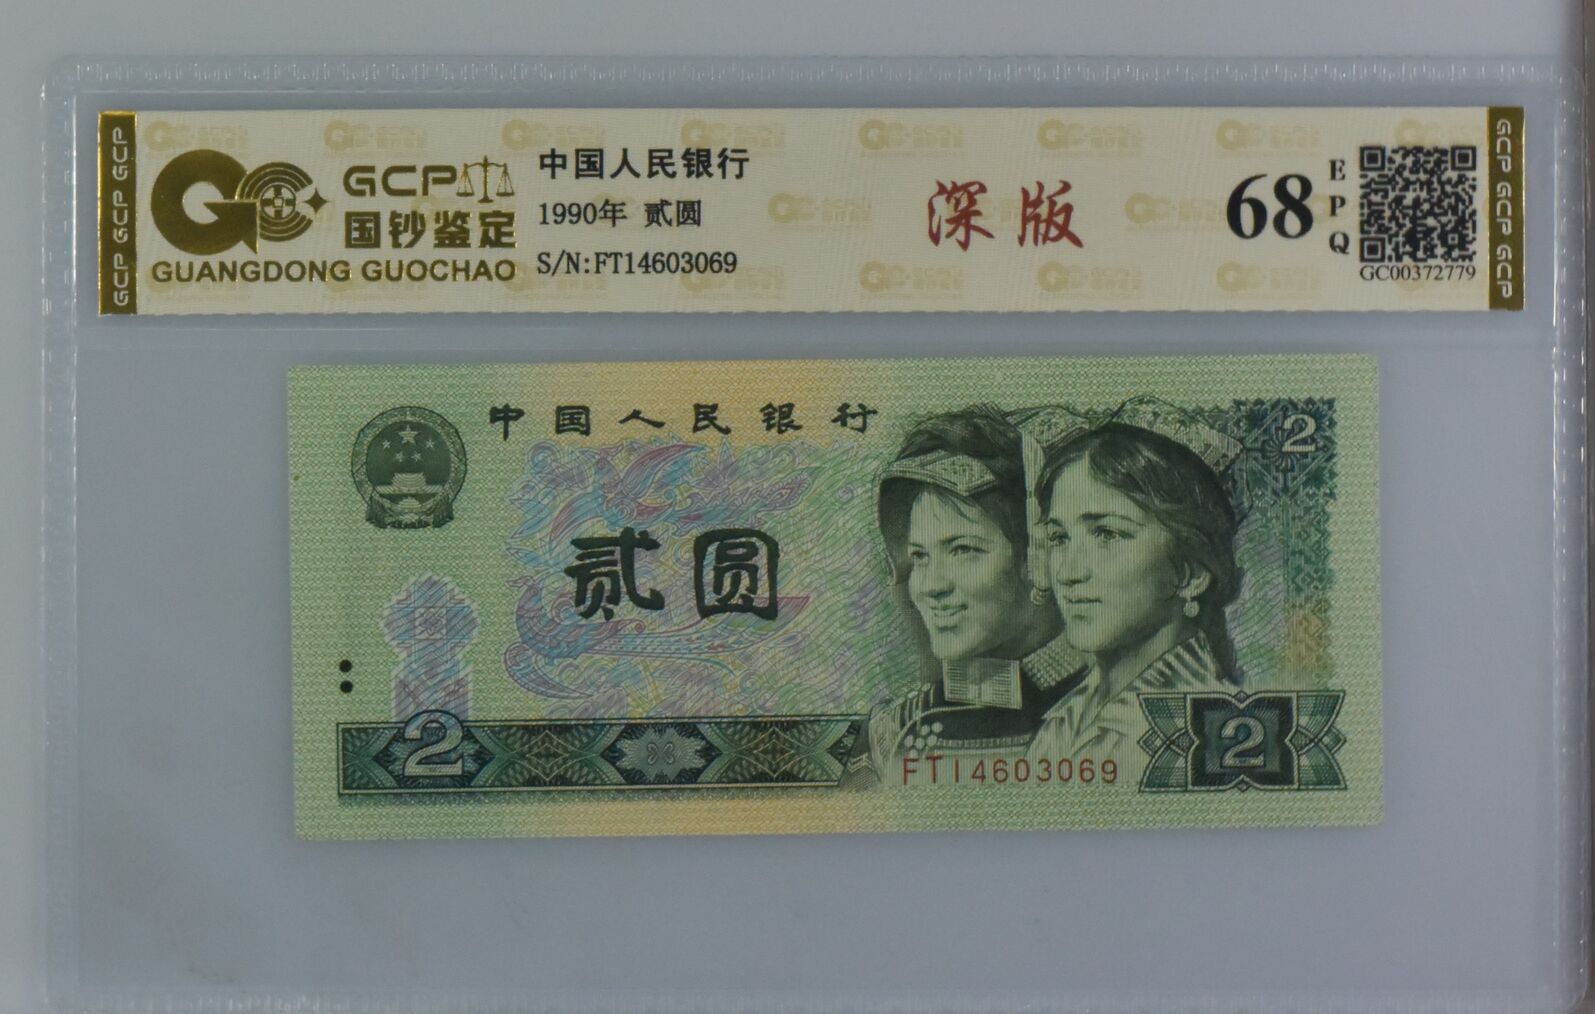 GCP GCP GCP
GCP
国钞鉴定
GUANGDONG GUOCHAO
中国人民银行
1990年 贰圆
S/N:FT14603069
深版
68
EPQ
GC00372779
GCP GCP GCP
中国人民银行
2
贰圆
2
FT14603069
2